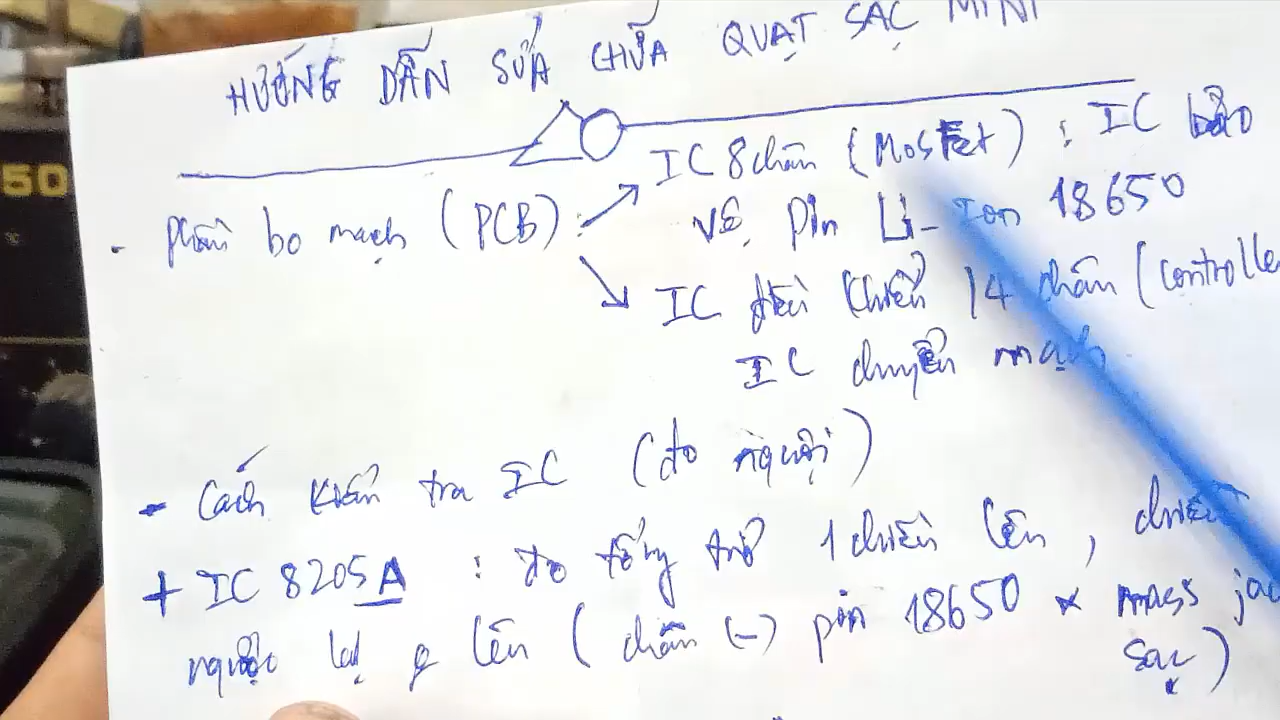 HƯỚNG DẪN SỬA CHỮA QUẠT SẠC MINI
50
- phần bo mạch (PCB) : IC 8 chân (Mosfet) : IC bảo
vệ pin Li-Ion 18650
IC điều khiển 14 chân (controlle
IC chuyển mạch
- Cách kiểm tra IC (đo nguội)
+ IC 8205A : đo tổng trở 1 chiều lên, chiều
ngược lại lên (chân (-) pin 18650 x mass jac
sạc)